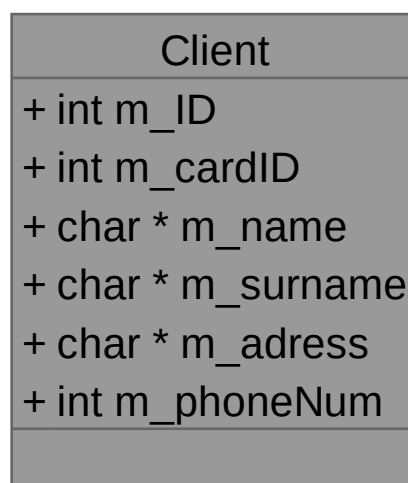 Client
+ int m_ID
+ int m_cardID
+ char * m_name
+ char * m_surname
+ char * m_adress
+ int m_phoneNum